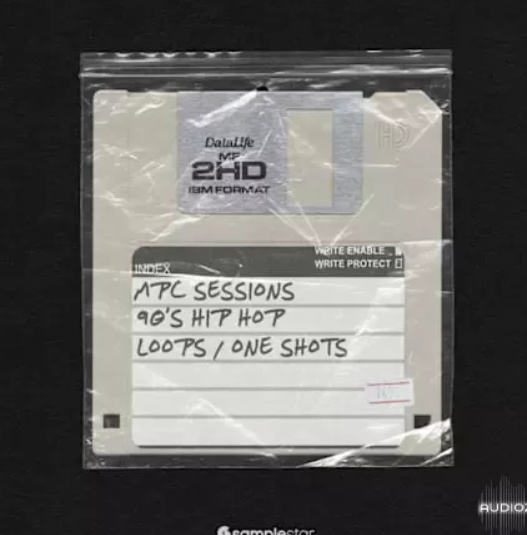 DataLife
MF
2HD
IBM FORMAT
HD
WRITE ENABLE
WRITE PROTECT
INDEX
MPC SESSIONS
90'S HIP HOP
LOOPS / ONE SHOTS
AUDIOZ
samplestar